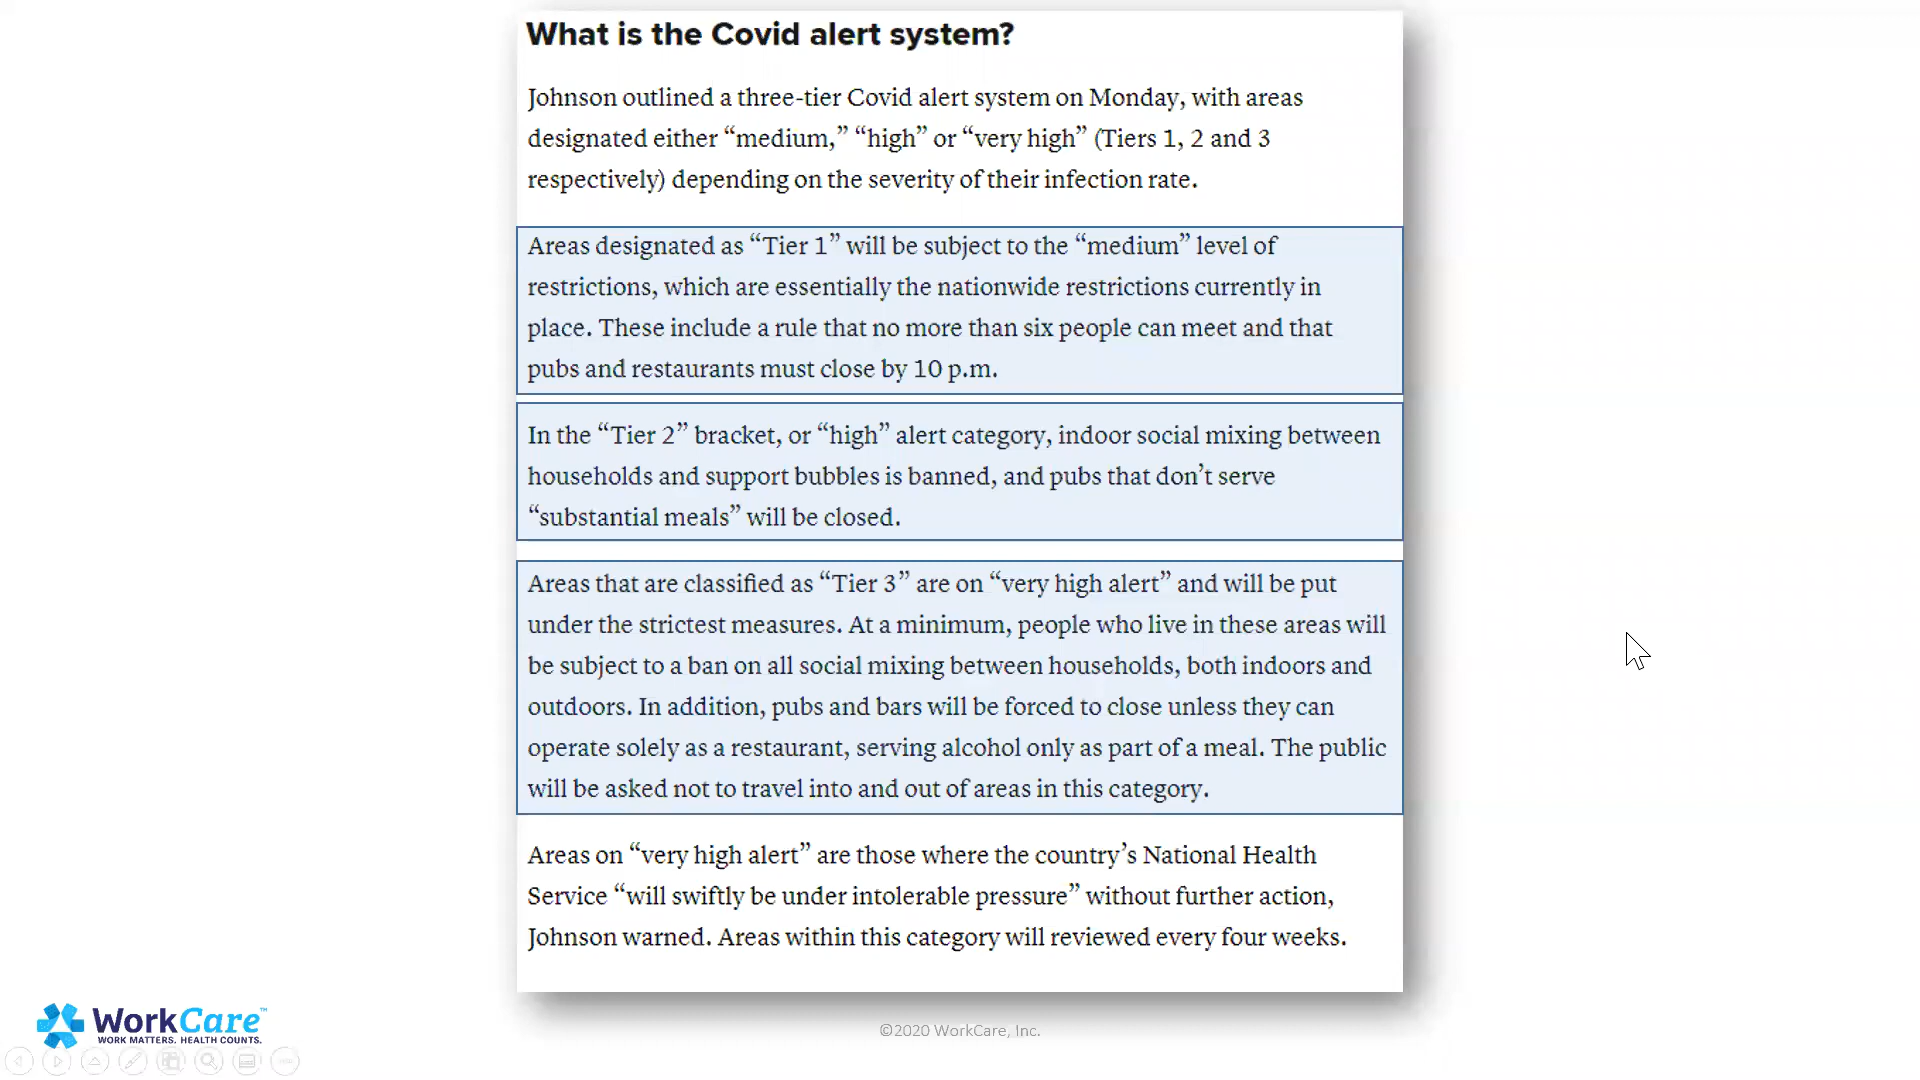 What is the Covid alert system?
Johnson outlined a three-tier Covid alert system on Monday, with areas
designated either “medium,” “high” or “very high” (Tiers 1, 2 and 3
respectively) depending on the severity of their infection rate.
Areas designated as “Tier 1” will be subject to the “medium” level of
restrictions, which are essentially the nationwide restrictions currently in
place. These include a rule that no more than six people can meet and that
pubs and restaurants must close by 10 p.m.
In the “Tier 2” bracket, or “high” alert category, indoor social mixing between
households and support bubbles is banned, and pubs that don’t serve
“substantial meals” will be closed.
Areas that are classified as “Tier 3” are on “very high alert” and will be put
under the strictest measures. At a minimum, people who live in these areas will
be subject to a ban on all social mixing between households, both indoors and
outdoors. In addition, pubs and bars will be forced to close unless they can
operate solely as a restaurant, serving alcohol only as part of a meal. The public
will be asked not to travel into and out of areas in this category.
Areas on “very high alert” are those where the country’s National Health
Service “will swiftly be under intolerable pressure” without further action,
Johnson warned. Areas within this category will reviewed every four weeks.
WorkCare™
WORK MATTERS. HEALTH COUNTS.
©2020 WorkCare, Inc.